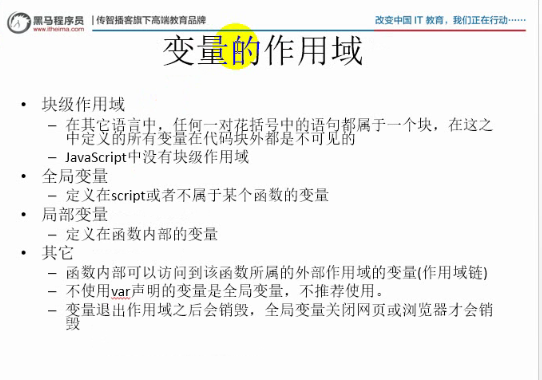 黑马程序员
www.itheima.com
传智播客旗下高端教育品牌
改变中国 IT 教育，我们正在行动……
变量的作用域
• 块级作用域
– 在其它语言中，任何一对花括号中的语句都属于一个块，在这之
中定义的所有变量在代码块外都是不可见的
– JavaScript中没有块级作用域
• 全局变量
– 定义在script或者不属于某个函数的变量
• 局部变量
– 定义在函数内部的变量
• 其它
– 函数内部可以访问到该函数所属的外部作用域的变量(作用域链)
– 不使用var声明的变量是全局变量，不推荐使用。
– 变量退出作用域之后会销毁，全局变量关闭网页或浏览器才会销
毁